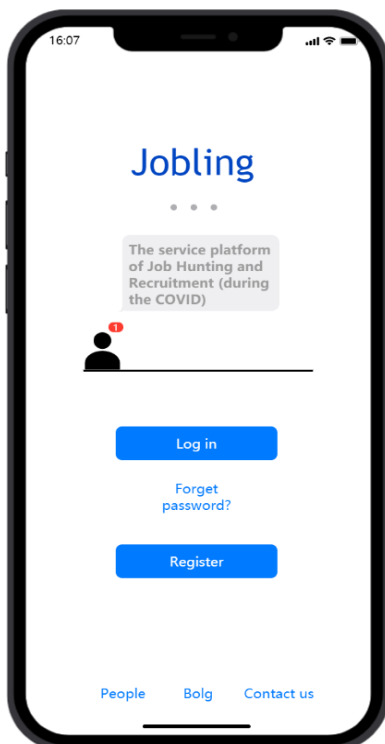 16:07
Jobling
The service platform
of Job Hunting and
Recruitment (during
the COVID)
1
Log in
Forget
password?
Register
People Bolg Contact us